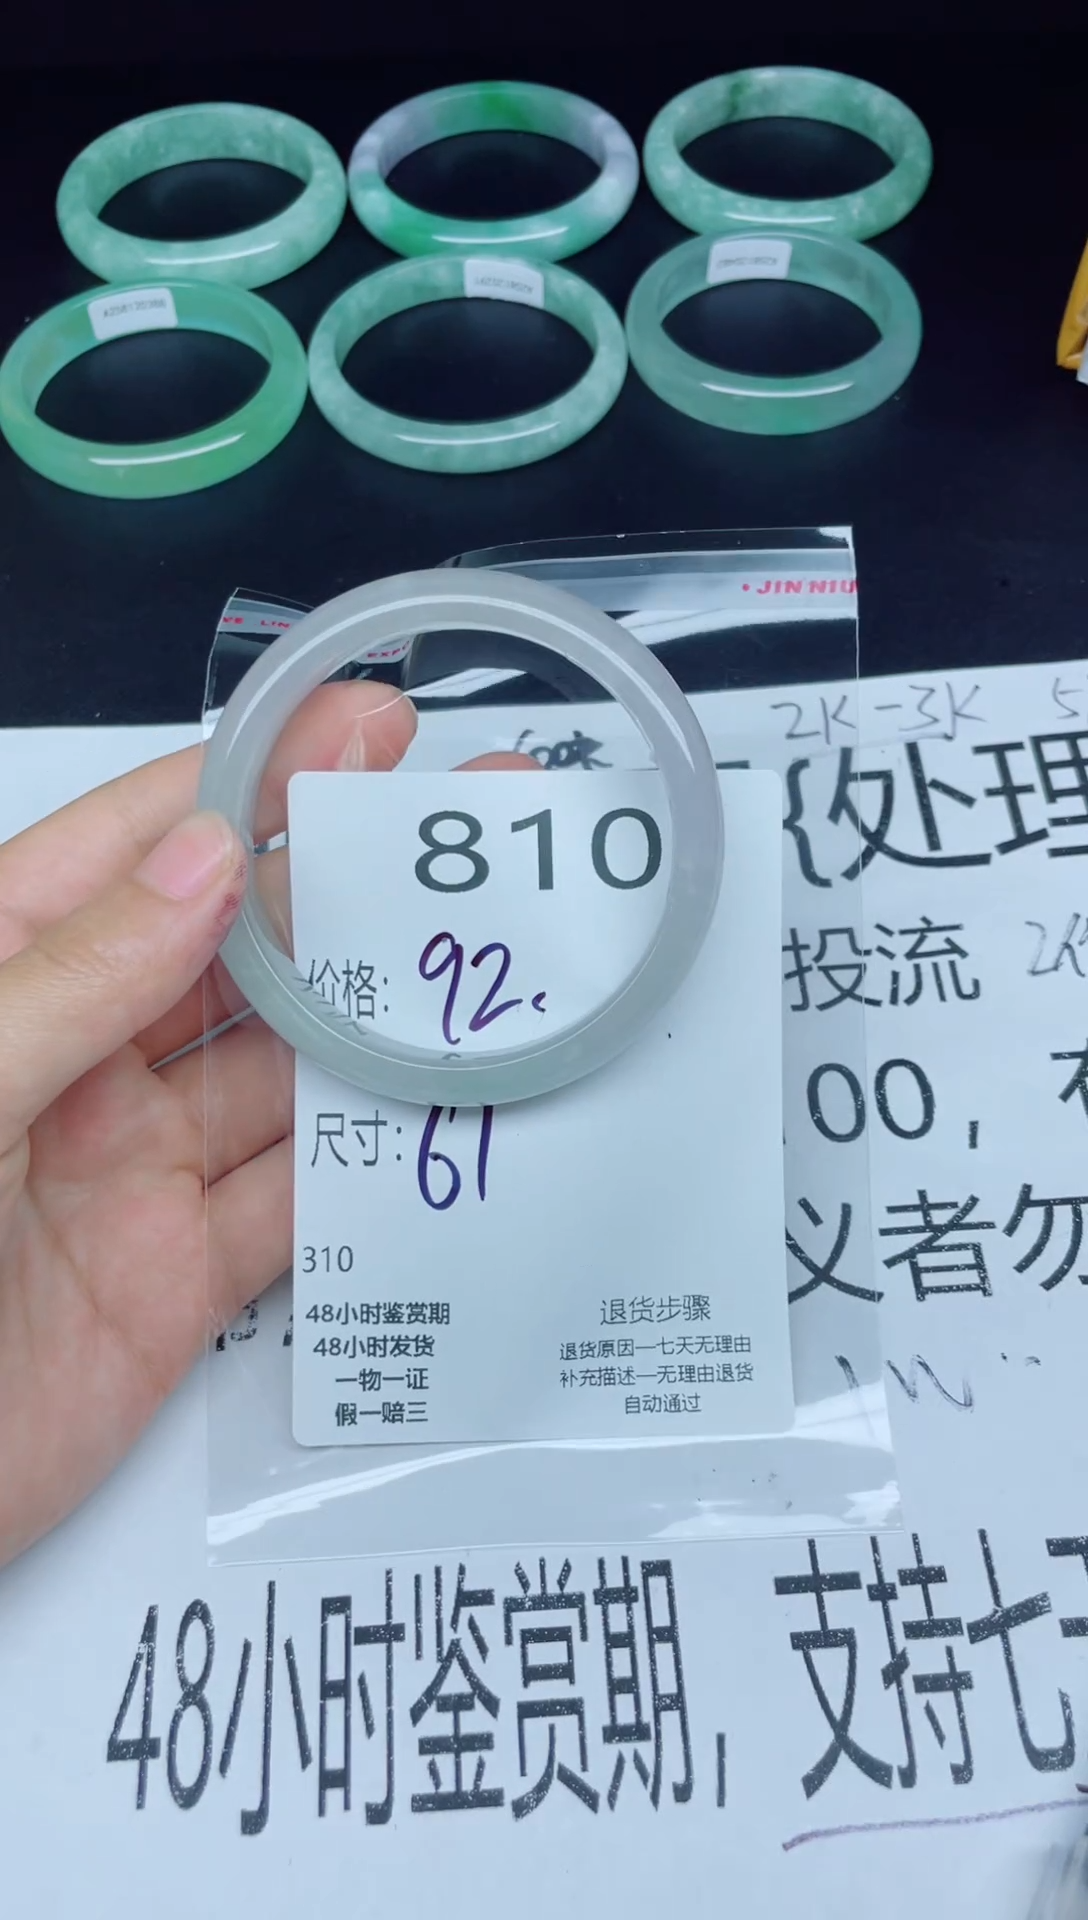 JIN NIU
LIN
EXPO
2K-3K 5
{处理
810
投流 2K
价格: 92
00,
尺寸: 61
义者勿
310
48小时鉴赏期
48小时发货
一物一证
假一赔三
退货步骤
退货原因—七天无理由
补充描述—无理由退货
自动通过
48小时鉴赏期,支持七